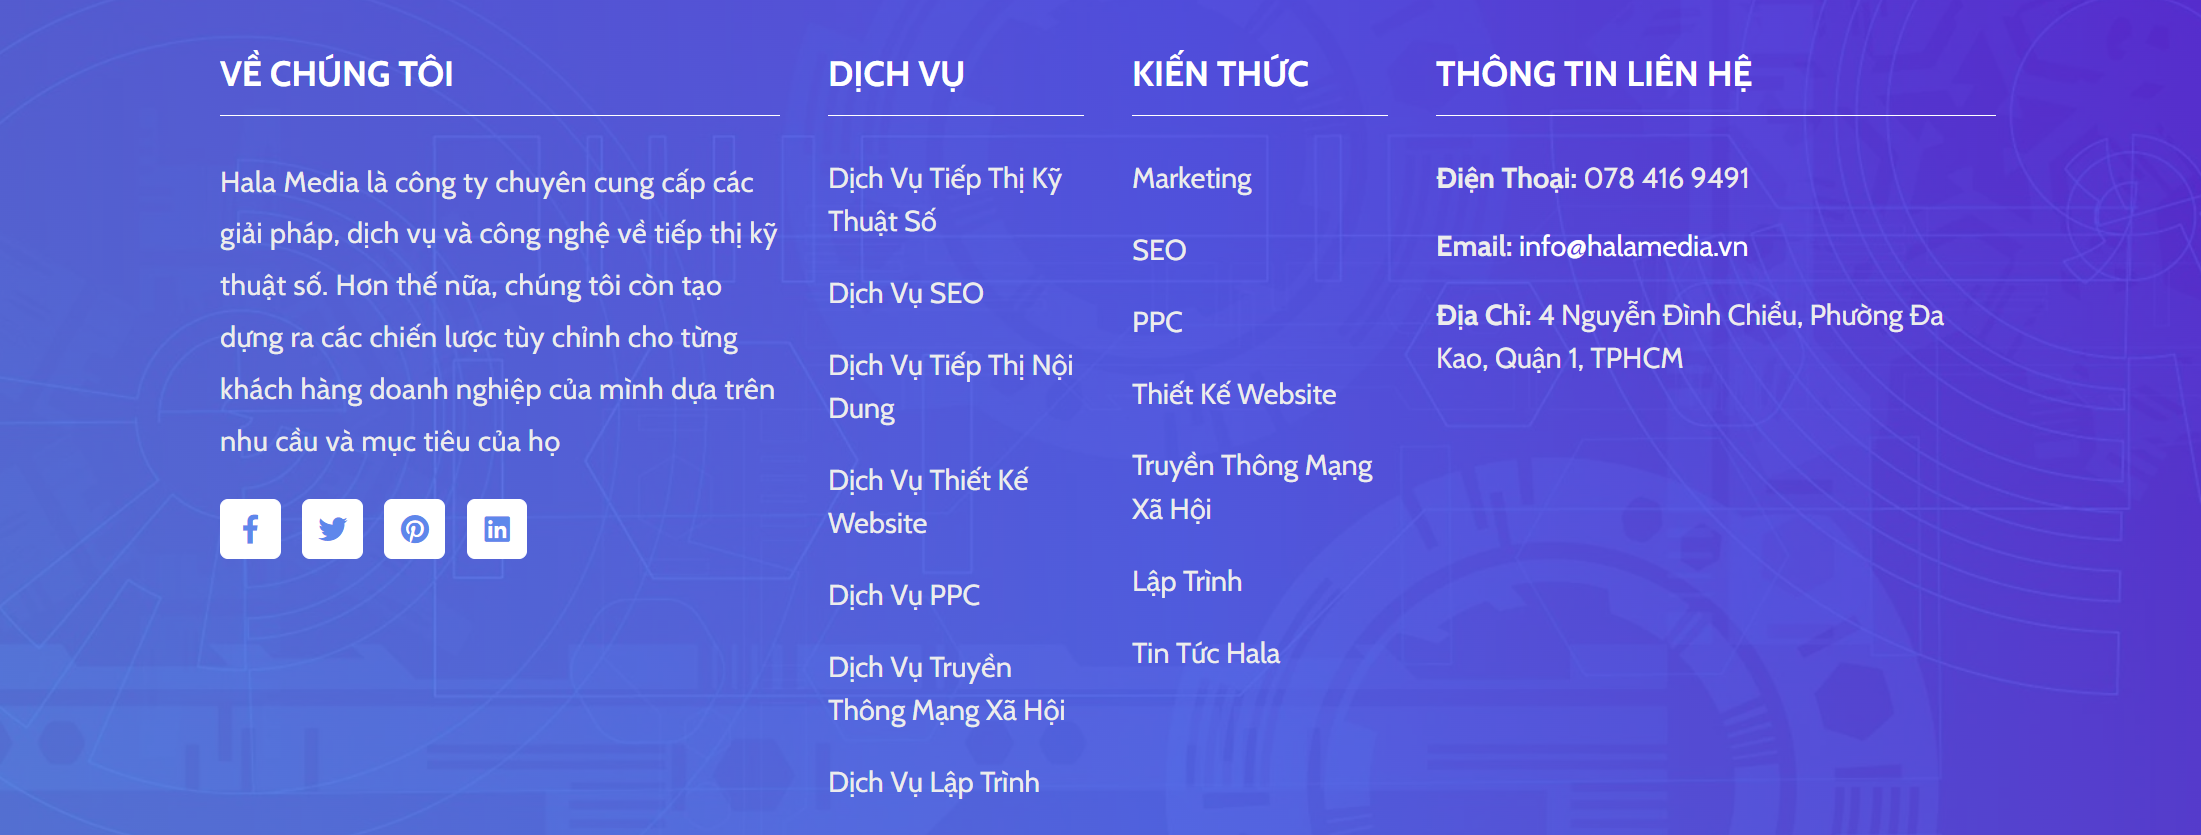 VỀ CHÚNG TÔI
Hala Media là công ty chuyên cung cấp các
giải pháp, dịch vụ và công nghệ về tiếp thị kỹ
thuật số. Hơn thế nữa, chúng tôi còn tạo
dựng ra các chiến lược tùy chỉnh cho từng
khách hàng doanh nghiệp của mình dựa trên
nhu cầu và mục tiêu của họ
DỊCH VỤ
Dịch Vụ Tiếp Thị Kỹ
Thuật Số
Dịch Vụ SEO
Dịch Vụ Tiếp Thị Nội
Dung
Dịch Vụ Thiết Kế
Website
Dịch Vụ PPC
Dịch Vụ Truyền
Thông Mạng Xã Hội
Dịch Vụ Lập Trình
KIẾN THỨC
Marketing
SEO
PPC
Thiết Kế Website
Truyền Thông Mạng
Xã Hội
Lập Trình
Tin Tức Hala
THÔNG TIN LIÊN HỆ
Điện Thoại: 078 416 9491
Email: info@halamedia.vn
Địa Chỉ: 4 Nguyễn Đình Chiểu, Phường Đa
Kao, Quận 1, TPHCM